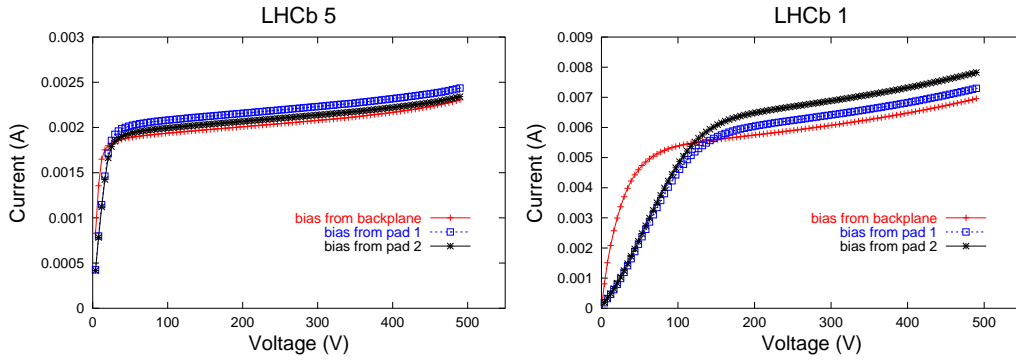 LHCb 5
Current (A)
0.003
0.0025
0.002
0.0015
0.001
0.0005
0
bias from backplane
bias from pad 1
bias from pad 2
0 100 200 300 400 500
Voltage (V)
LHCb 1
Current (A)
0.009
0.008
0.007
0.006
0.005
0.004
0.003
0.002
0.001
0
bias from backplane
bias from pad 1
bias from pad 2
0 100 200 300 400 500
Voltage (V)